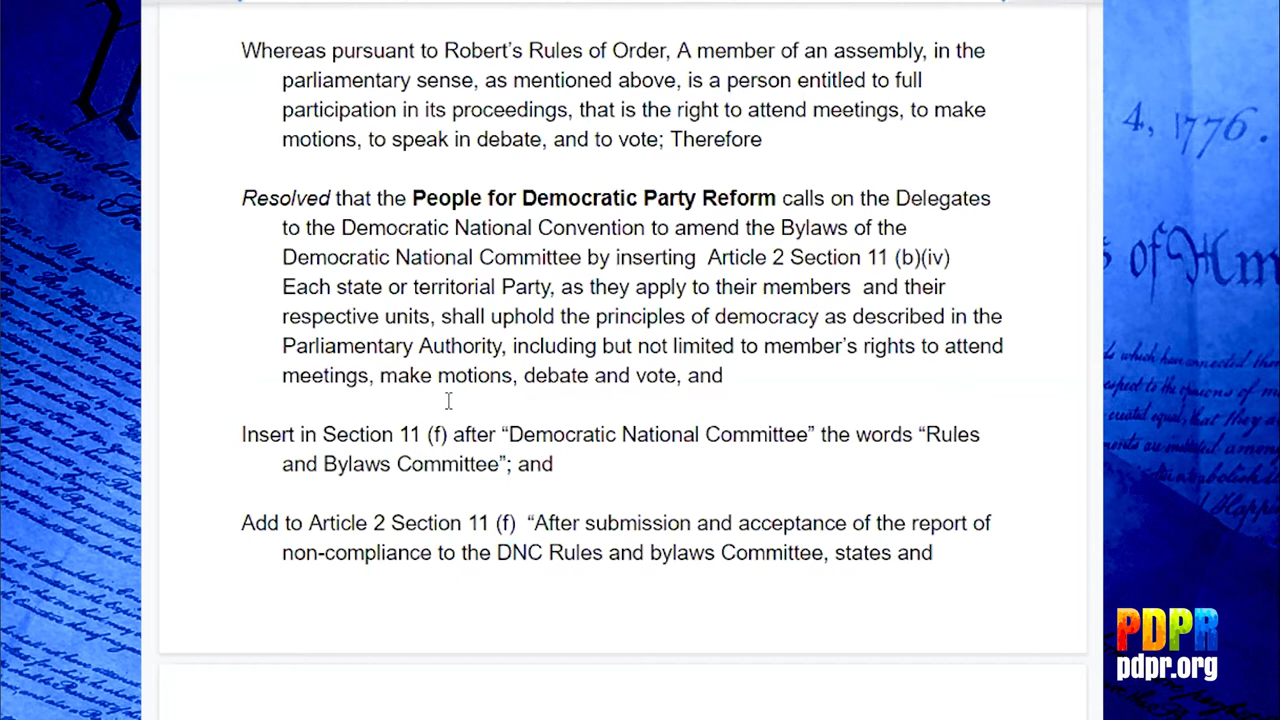 Whereas pursuant to Robert’s Rules of Order, A member of an assembly, in the
parliamentary sense, as mentioned above, is a person entitled to full
participation in its proceedings, that is the right to attend meetings, to make
motions, to speak in debate, and to vote; Therefore
Resolved that the People for Democratic Party Reform calls on the Delegates
to the Democratic National Convention to amend the Bylaws of the
Democratic National Committee by inserting  Article 2 Section 11 (b)(iv)
Each state or territorial Party, as they apply to their members  and their
respective units, shall uphold the principles of democracy as described in the
Parliamentary Authority, including but not limited to member’s rights to attend
meetings, make motions, debate and vote, and
Insert in Section 11 (f) after “Democratic National Committee” the words “Rules
and Bylaws Committee”; and
Add to Article 2 Section 11 (f)  “After submission and acceptance of the report of
non-compliance to the DNC Rules and bylaws Committee, states and
4, 1776.
PDPR
pdpr.org